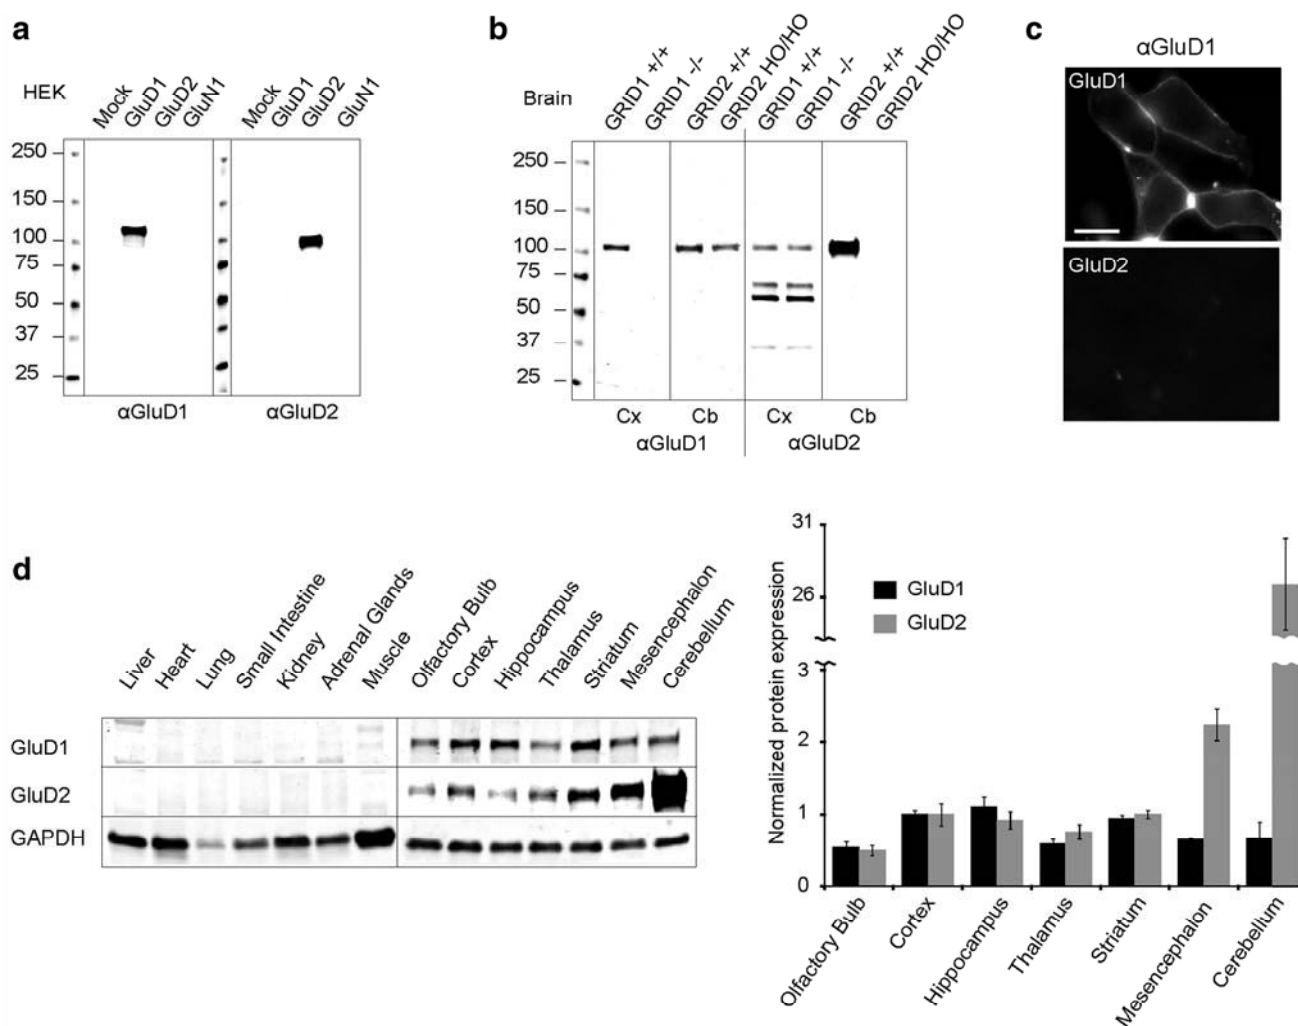 a
HEK
Mock
GluD1
GluD2
GluN1
Mock
GluD1
GluD2
GluN1
250
150
100
75
50
37
25
αGluD1
αGluD2
b
Brain
GRID1 +/+
GRID1 -/-
GRID2 +/+
GRID2 HO/HO
GRID1 +/+
GRID1 -/-
GRID2 +/+
GRID2 HO/HO
250
150
100
75
50
37
25
Cx
Cb
Cx
Cb
αGluD1
αGluD2
c
αGluD1
GluD1
GluD2
d
Liver
Heart
Lung
Small Intestine
Kidney
Adrenal Glands
Muscle
Olfactory Bulb
Cortex
Hippocampus
Thalamus
Striatum
Mesencephalon
Cerebellum
GluD1
GluD2
GAPDH
Normalized protein expression
31
26
3
2
1
0
GluD1
GluD2
Olfactory Bulb
Cortex
Hippocampus
Thalamus
Striatum
Mesencephalon
Cerebellum